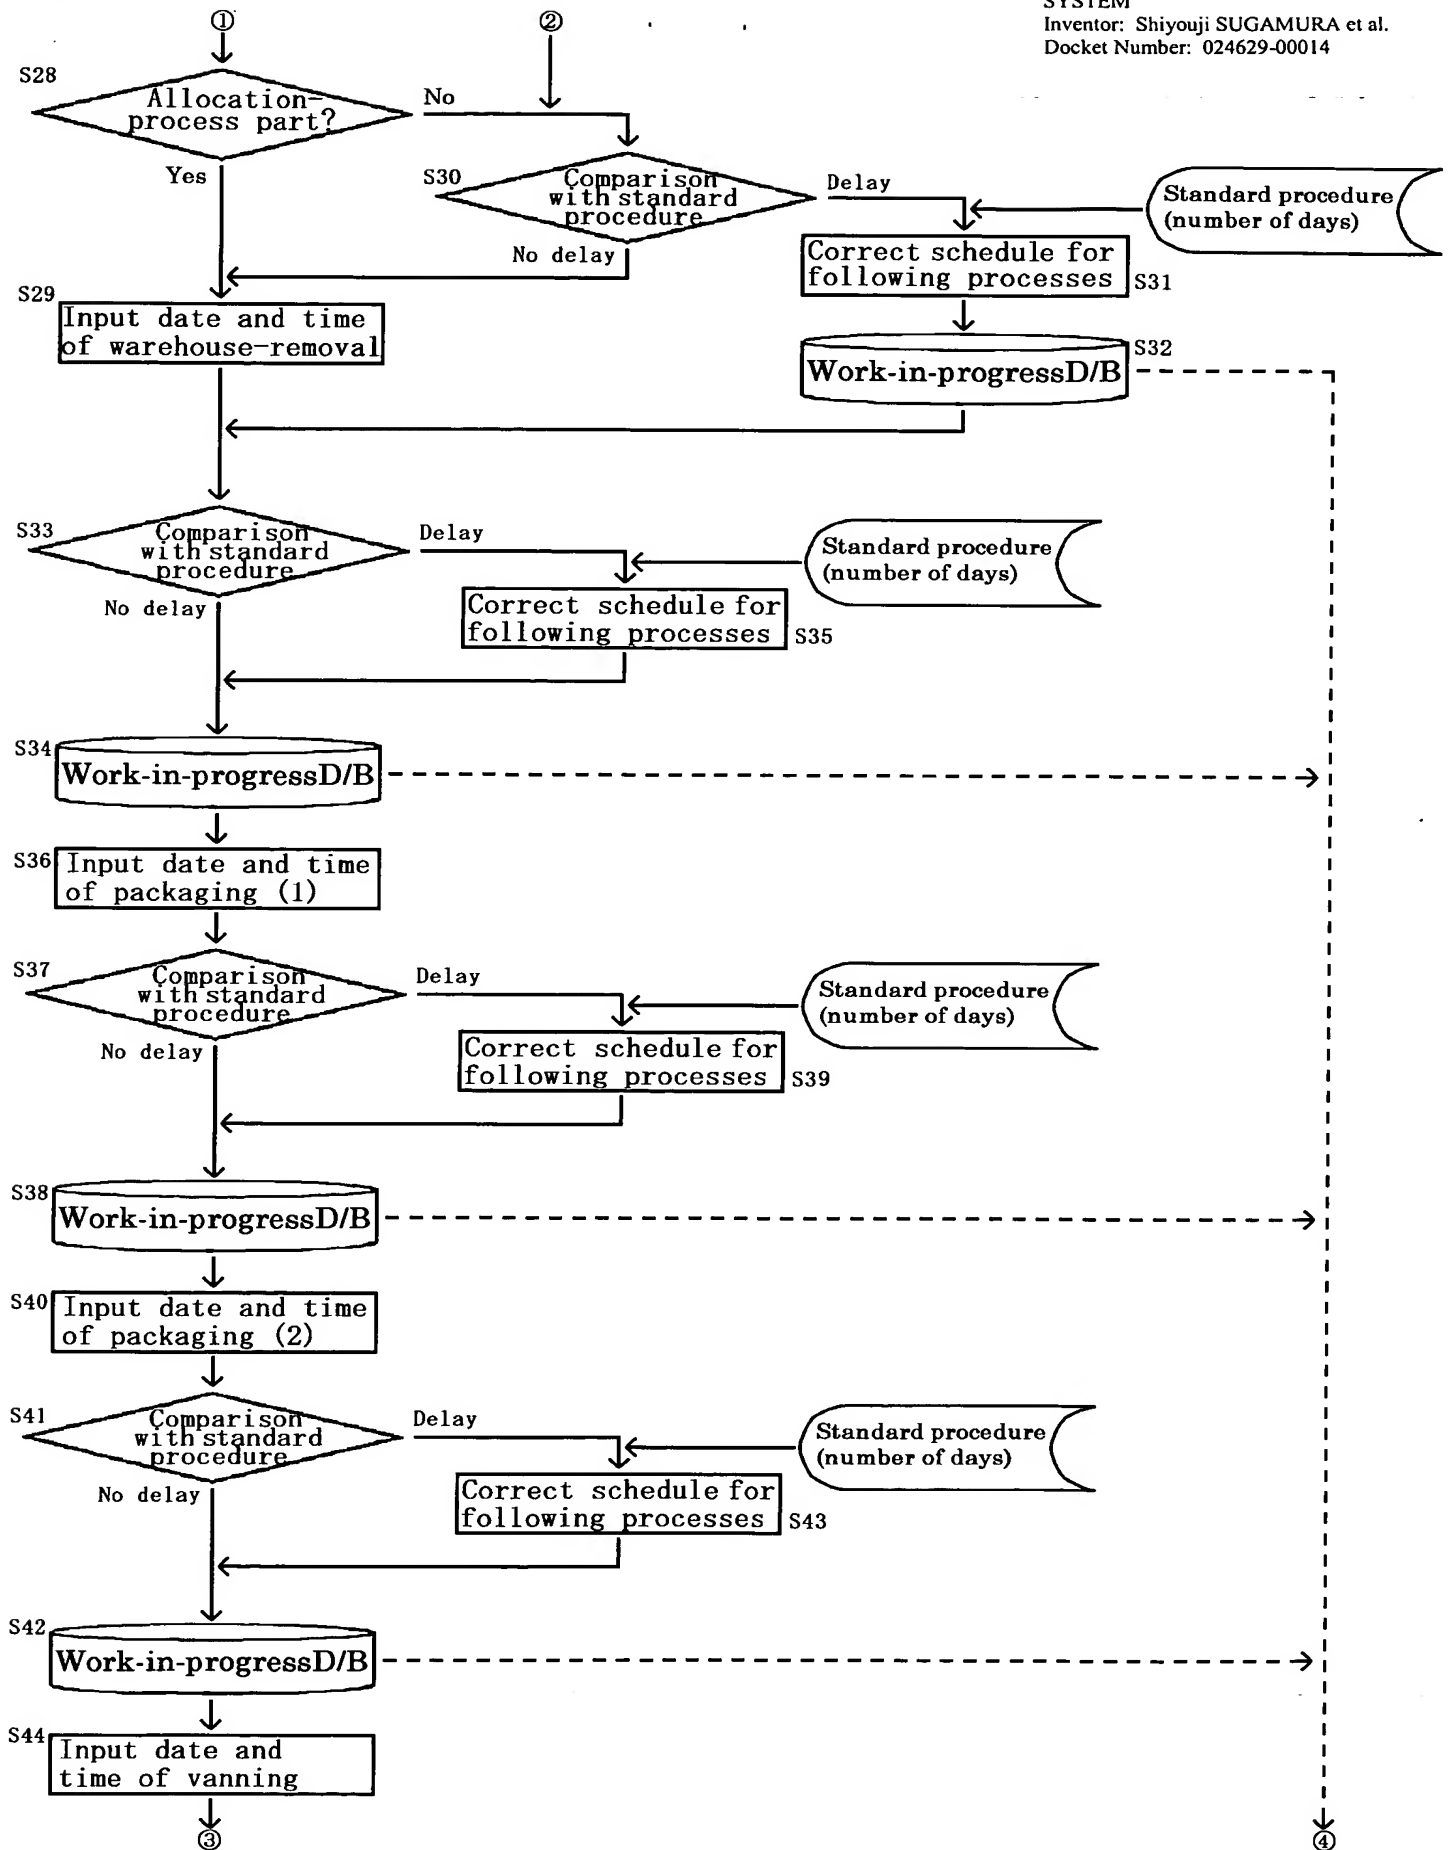 SYSTEM
Inventor: Shiyouji SUGAMURA et al.
Docket Number: 024629-00014
①
②
S28
Allocation-
process part?
No
Yes
S30
Comparison
with standard
procedure
Delay
No delay
Standard procedure
(number of days)
Correct schedule for
following processes
S31
S29
Input date and time
of warehouse-removal
S32
Work-in-progressD/B
S33
Comparison
with standard
procedure
Delay
No delay
Standard procedure
(number of days)
Correct schedule for
following processes
S35
S34
Work-in-progressD/B
S36
Input date and time
of packaging (1)
S37
Comparison
with standard
procedure
Delay
No delay
Standard procedure
(number of days)
Correct schedule for
following processes
S39
S38
Work-in-progressD/B
S40
Input date and time
of packaging (2)
S41
Comparison
with standard
procedure
Delay
No delay
Standard procedure
(number of days)
Correct schedule for
following processes
S43
S42
Work-in-progressD/B
S44
Input date and
time of vanning
③
④